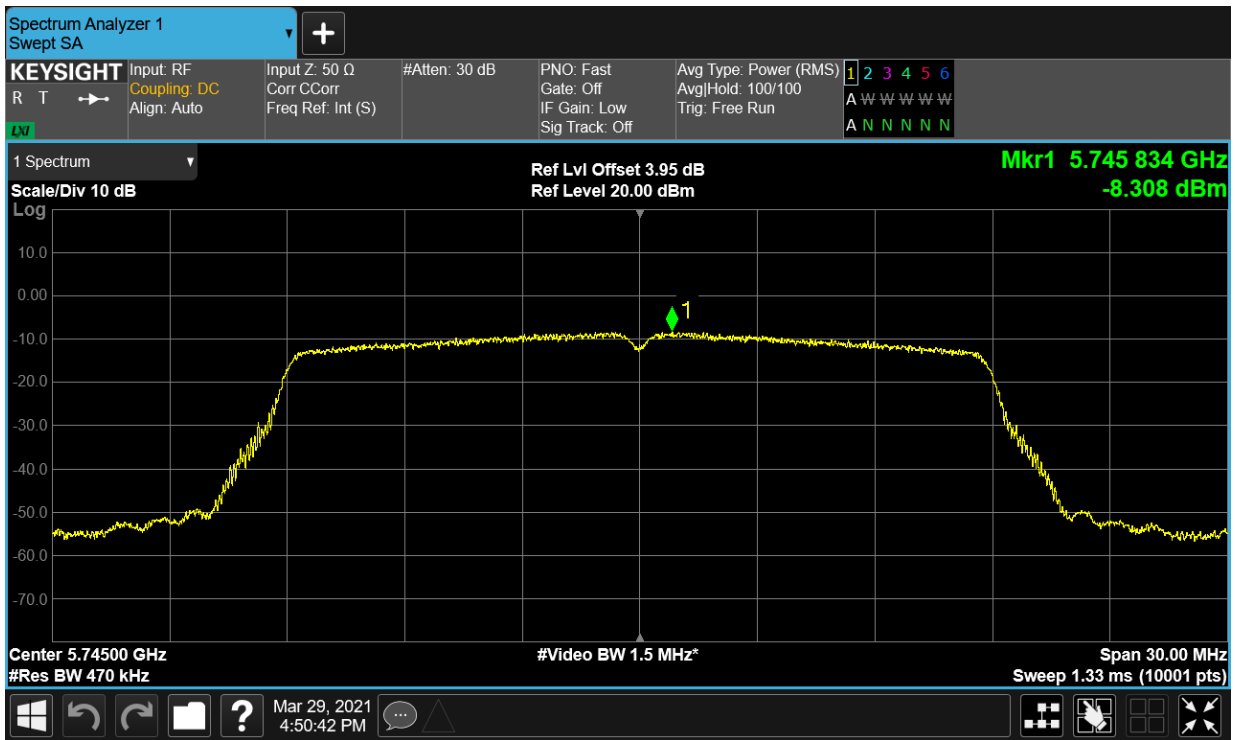 Spectrum Analyzer 1
Swept SA
+
KEYSIGHT
R T
LXI
Input: RF
Coupling: DC
Align: Auto
Input Z: 50 Ω
Corr CCorr
Freq Ref: Int (S)
#Atten: 30 dB
PNO: Fast
Gate: Off
IF Gain: Low
Sig Track: Off
Avg Type: Power (RMS)
Avg|Hold: 100/100
Trig: Free Run
1 2 3 4 5 6
A W W W W W
A N N N N N
1 Spectrum
Scale/Div 10 dB
Ref Lvl Offset 3.95 dB
Ref Level 20.00 dBm
Mkr1 5.745 834 GHz
-8.308 dBm
Log
10.0
0.00
-10.0
-20.0
-30.0
-40.0
-50.0
-60.0
-70.0
1
Center 5.74500 GHz
#Res BW 470 kHz
#Video BW 1.5 MHz*
Span 30.00 MHz
Sweep 1.33 ms (10001 pts)
?
Mar 29, 2021
4:50:42 PM